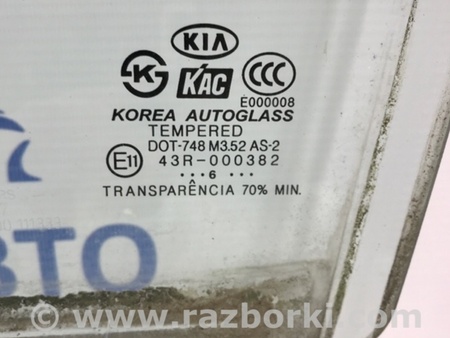 KIA
K KAC CCC
E000008
KOREA AUTOGLASS
TEMPERED
DOT-748 M3.52 AS-2
E11 43R-000382
...6...
TRANSPARÊNCIA 70% MIN.
ВТО
www.razborki.com